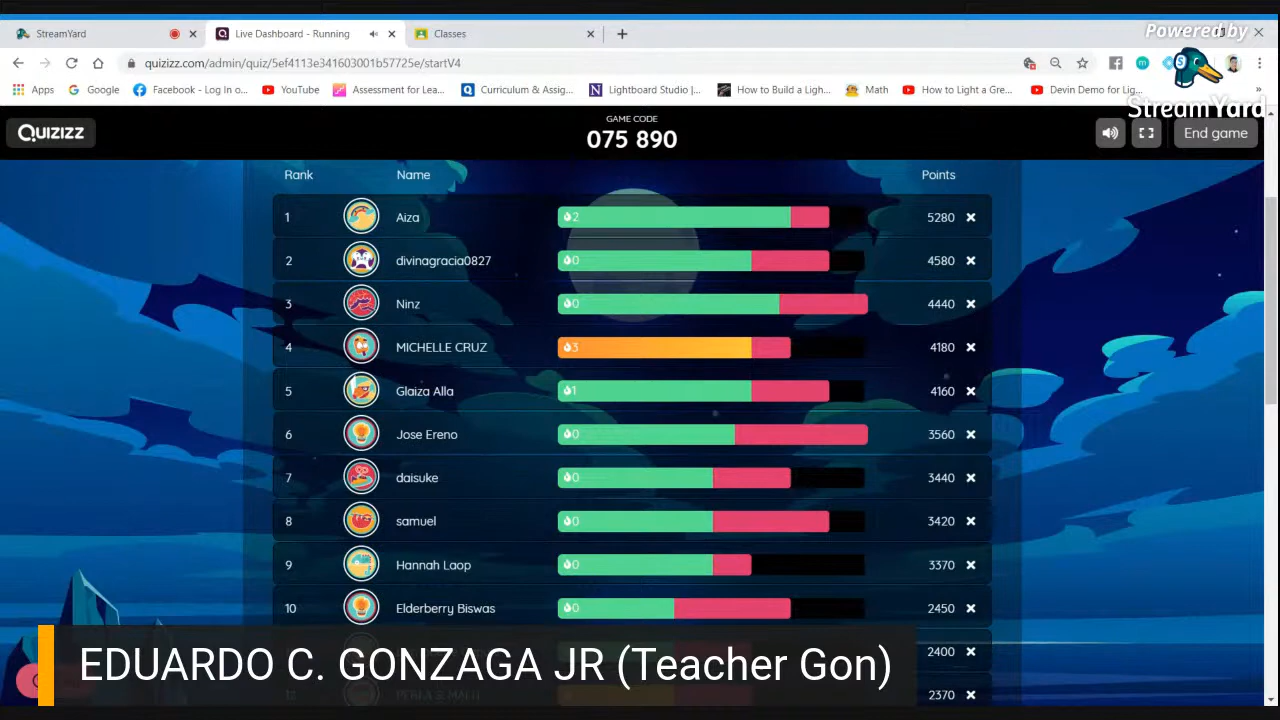 StreamYard
Live Dashboard - Running
Classes
Powered by
quizizz.com/admin/quiz/5ef4113e341603001b57725e/startV4
Apps
Google
Facebook - Log In o...
YouTube
Assessment for Lea...
Curriculum & Assig...
Lightboard Studio |...
How to Build a Ligh...
Math
How to Light a Gre...
Devin Demo for Lig...
StreamYard
Quizizz
GAME CODE
075 890
End game
Rank Name Points
1 Aiza 2 5280
2 divinagracia0827 0 4580
3 Ninz 0 4440
4 MICHELLE CRUZ 3 4180
5 Glaiza Alla 1 4160
6 Jose Ereno 0 3560
7 daisuke 0 3440
8 samuel 0 3420
9 Hannah Laop 0 3370
10 Elderberry Biswas 0 2450
2400
EDUARDO C. GONZAGA JR (Teacher Gon)
2370